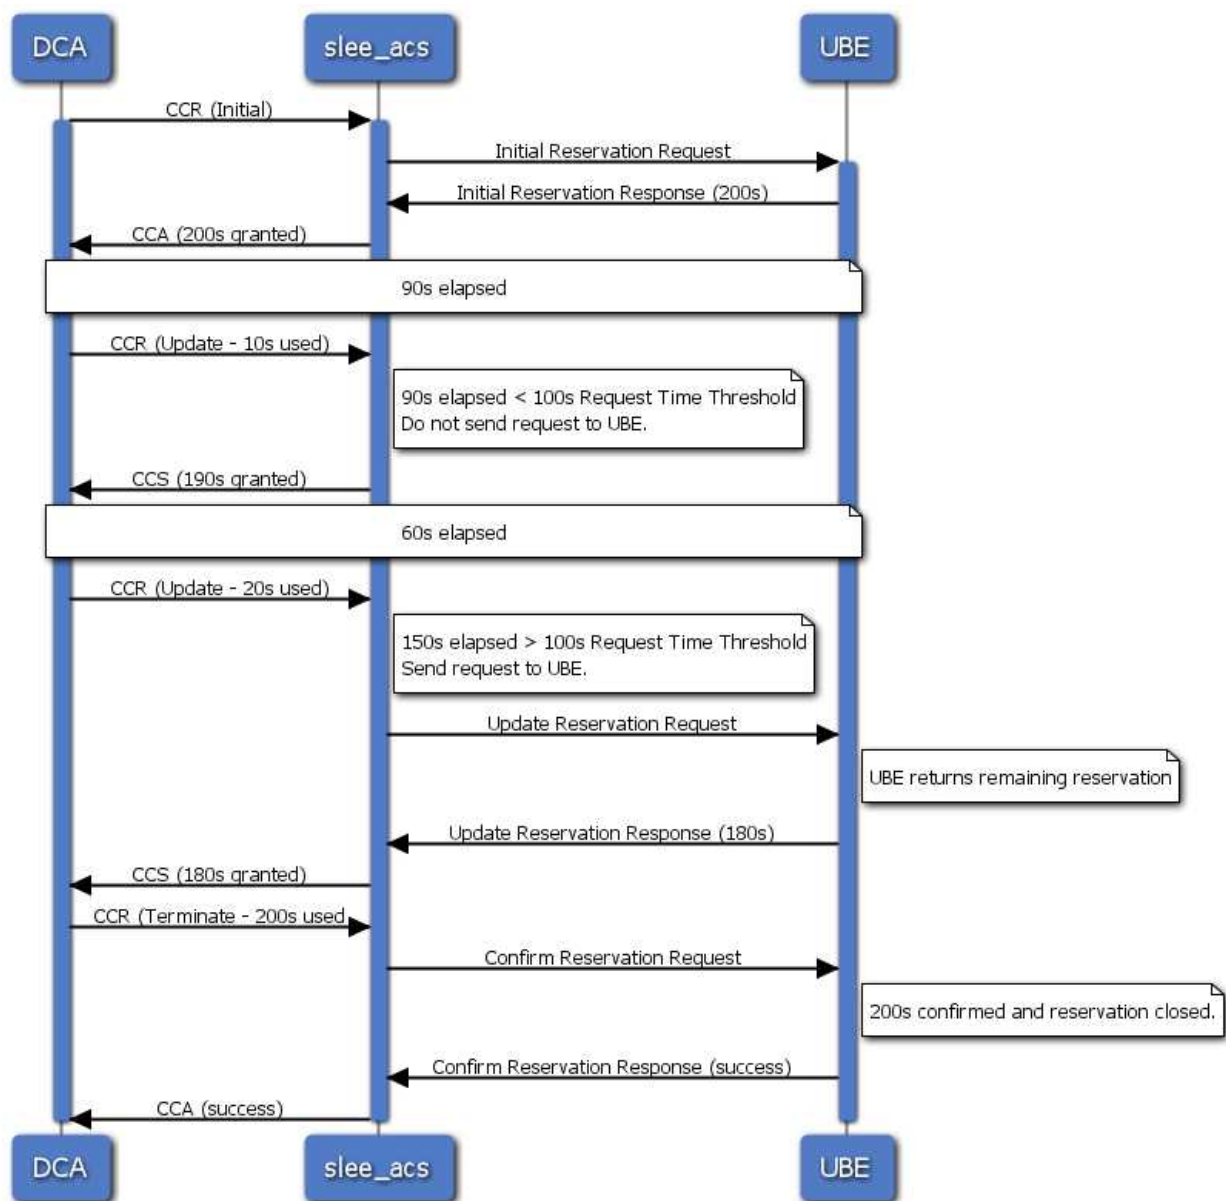 DCA
slee_acs
UBE
CCR (Initial)
Initial Reservation Request
Initial Reservation Response (200s)
CCA (200s granted)
90s elapsed
CCR (Update - 10s used)
90s elapsed < 100s Request Time Threshold
Do not send request to UBE.
CCS (190s granted)
60s elapsed
CCR (Update - 20s used)
150s elapsed > 100s Request Time Threshold
Send request to UBE.
Update Reservation Request
UBE returns remaining reservation
Update Reservation Response (180s)
CCS (180s granted)
CCR (Terminate - 200s used
Confirm Reservation Request
200s confirmed and reservation closed.
Confirm Reservation Response (success)
CCA (success)
DCA
slee_acs
UBE